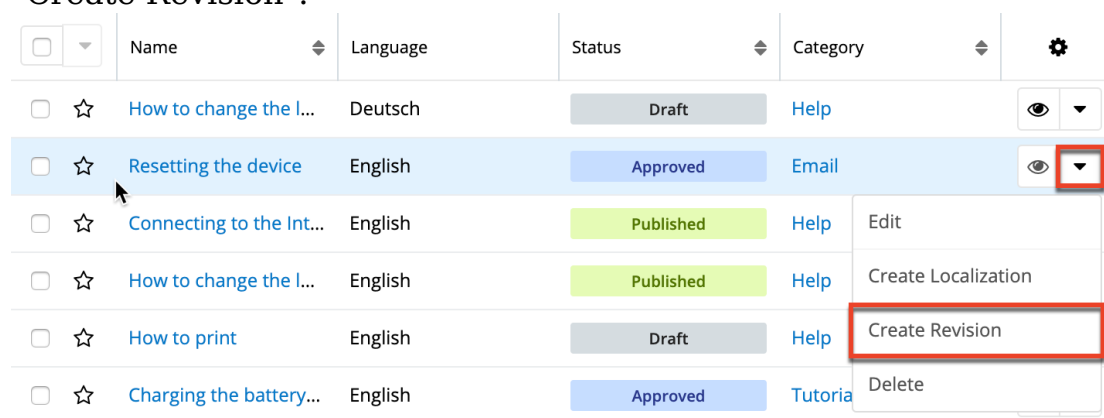 Create Revision".
Name Language Status Category
How to change the l... Deutsch Draft Help
Resetting the device English Approved Email
Connecting to the Int... English Published Help
Edit
How to change the l... English Published Help
Create Localization
How to print English Draft Help
Create Revision
Charging the battery... English Approved Tutoria
Delete